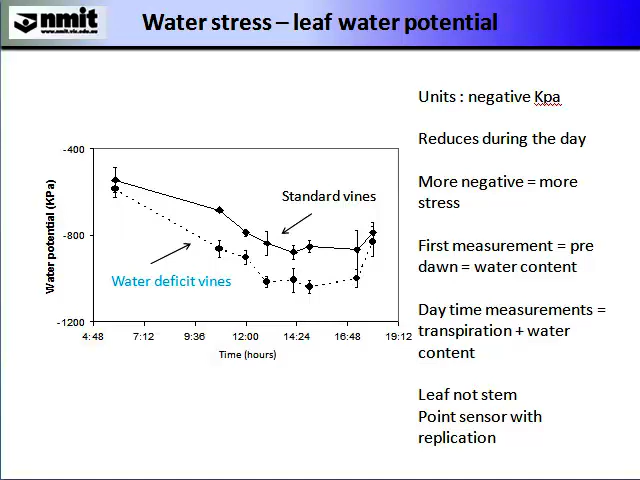 nmit
www.nmit.vic.edu.au
Water stress – leaf water potential
Units : negative Kpa
Reduces during the day
More negative = more
stress
First measurement = pre
dawn = water content
Day time measurements =
transpiration + water
content
Leaf not stem
Point sensor with
replication
Water potential (KPa)
-400
-800
-1200
Standard vines
Water deficit vines
4:48 7:12 9:36 12:00 14:24 16:48 19:12
Time (hours)